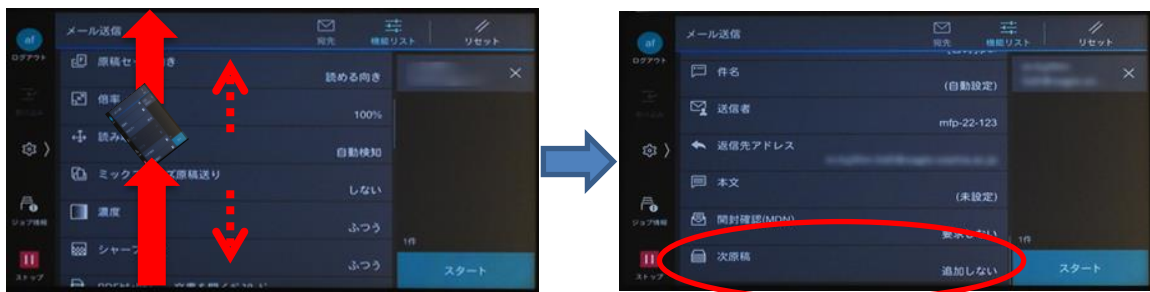 af
ログアウト
ジョブ情報
ストップ
メール送信
宛先
機能リスト
リセット
原稿セ
き
読める向き
倍率
100%
読み
自動検知
ミック
ズ原稿送り
しない
濃度
ふつう
シャープ
ふつう
1件
スタート
af
ログアウト
ジョブ情報
ストップ
メール送信
宛先
機能リスト
リセット
件名
(自動設定)
送信者
mfp-22-123
返信先アドレス
本文
(未設定)
開封確認(MDN)
要求しない
次原稿
追加しない
1件
スタート